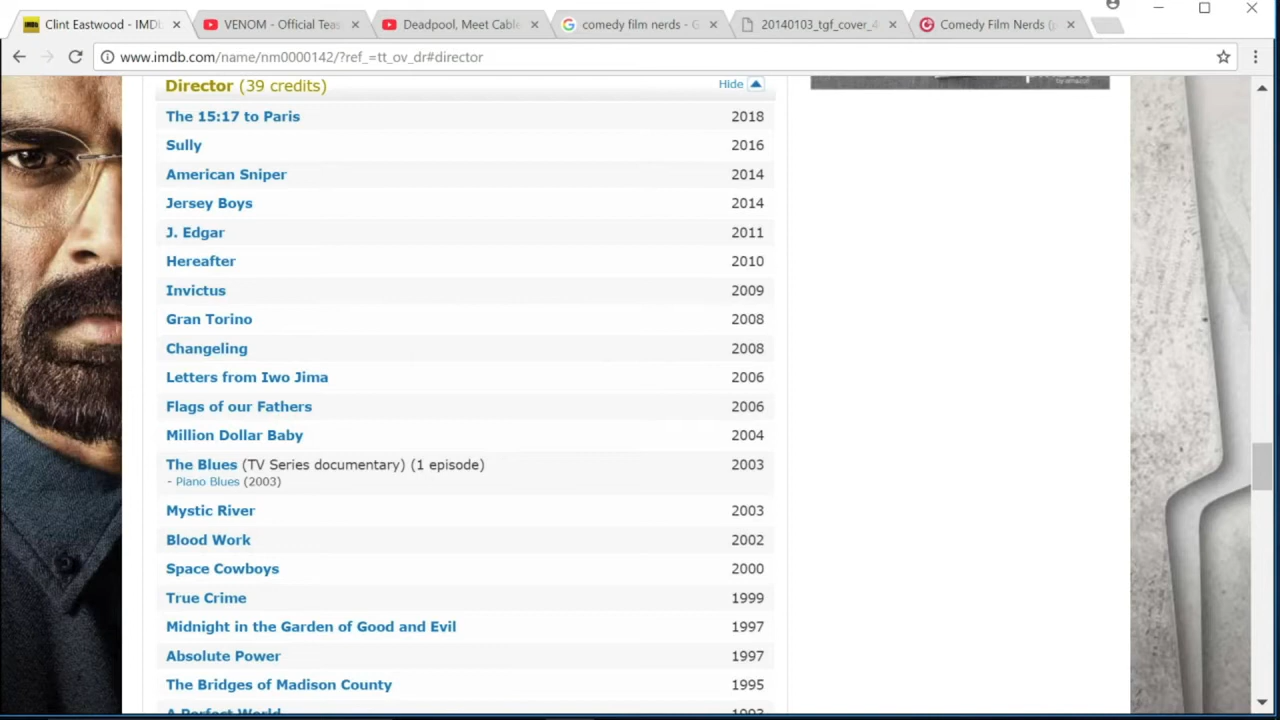 Clint Eastwood - IMDb
VENOM - Official Teas
Deadpool, Meet Cable
comedy film nerds - G
20140103_tgf_cover_4
Comedy Film Nerds (p
www.imdb.com/name/nm0000142/?ref_=tt_ov_dr#director
Director (39 credits)
Hide
The 15:17 to Paris 2018
Sully 2016
American Sniper 2014
Jersey Boys 2014
J. Edgar 2011
Hereafter 2010
Invictus 2009
Gran Torino 2008
Changeling 2008
Letters from Iwo Jima 2006
Flags of our Fathers 2006
Million Dollar Baby 2004
The Blues (TV Series documentary) (1 episode) 2003
- Piano Blues (2003)
Mystic River 2003
Blood Work 2002
Space Cowboys 2000
True Crime 1999
Midnight in the Garden of Good and Evil 1997
Absolute Power 1997
The Bridges of Madison County 1995
A Perfect World 1993